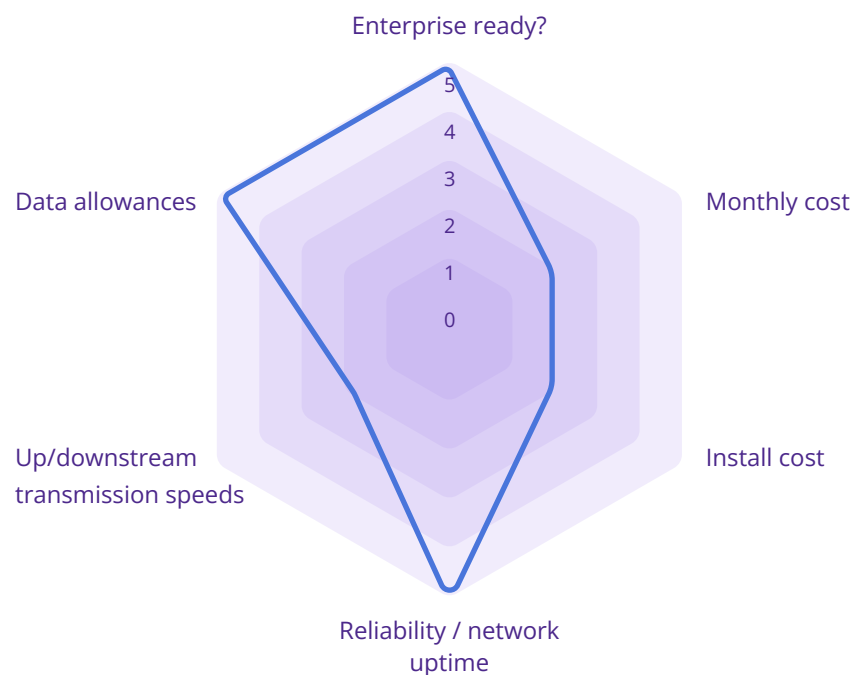 Enterprise ready?
5
4
3
2
1
0
Data allowances
Monthly cost
Up/downstream
transmission speeds
Install cost
Reliability / network
uptime